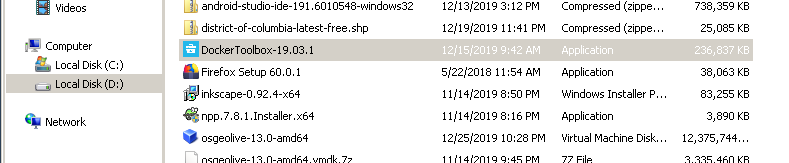 Videos
Computer
Local Disk (C:)
Local Disk (D:)
Network
android-studio-ide-191.6010548-windows32 12/13/2019 3:12 PM Compressed (zippe... 738,359 KB
district-of-columbia-latest-free.shp 12/19/2019 11:41 PM Compressed (zippe... 25,085 KB
DockerToolbox-19.03.1 12/15/2019 9:42 AM Application 236,837 KB
Firefox Setup 60.0.1 5/22/2018 11:54 AM Application 38,063 KB
inkscape-0.92.4-x64 11/14/2019 8:50 PM Windows Installer P... 83,255 KB
npp.7.8.1.Installer.x64 11/14/2019 8:16 PM Application 3,890 KB
osgeolive-13.0-amd64 12/25/2019 10:28 PM Virtual Machine Disk... 12,375,744...
osgeolive-13.0-amd64.vmdk.7z 11/14/2019 9:45 PM 7Z File 3,335,460 KB